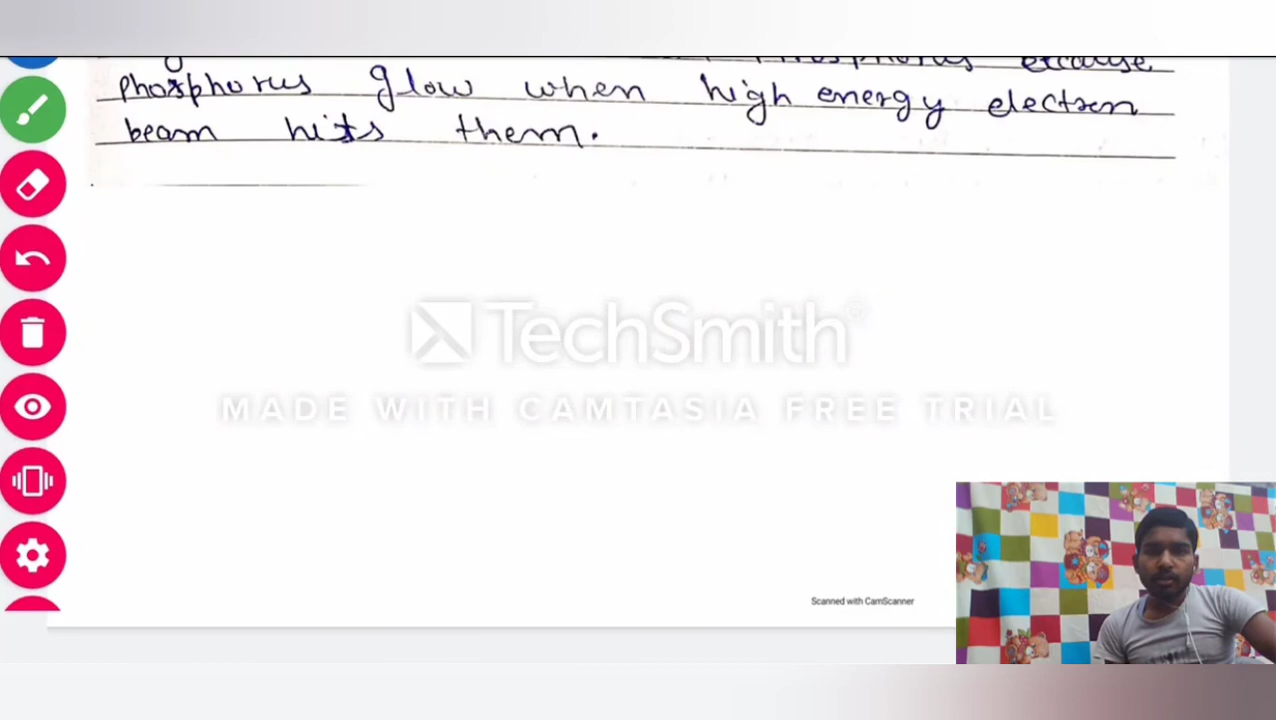 phosphorus glow when high energy electron
beam hits them.
TechSmith®
MADE WITH CAMTASIA FREE TRIAL
Scanned with CamScanner